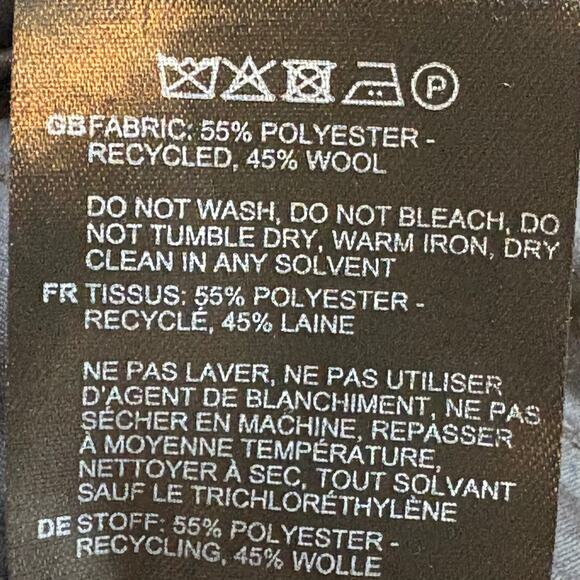 P
GB FABRIC: 55% POLYESTER -
RECYCLED, 45% WOOL
DO NOT WASH, DO NOT BLEACH, DO
NOT TUMBLE DRY, WARM IRON, DRY
CLEAN IN ANY SOLVENT
FR TISSUS: 55% POLYESTER -
RECYCLÉ, 45% LAINE
NE PAS LAVER, NE PAS UTILISER
D'AGENT DE BLANCHIMENT, NE PAS
SÉCHER EN MACHINE, REPASSER
À MOYENNE TEMPÉRATURE,
NETTOYER À SEC, TOUT SOLVANT
SAUF LE TRICHLORÉTHYLÈNE
DE STOFF: 55% POLYESTER -
RECYCLING, 45% WOLLE